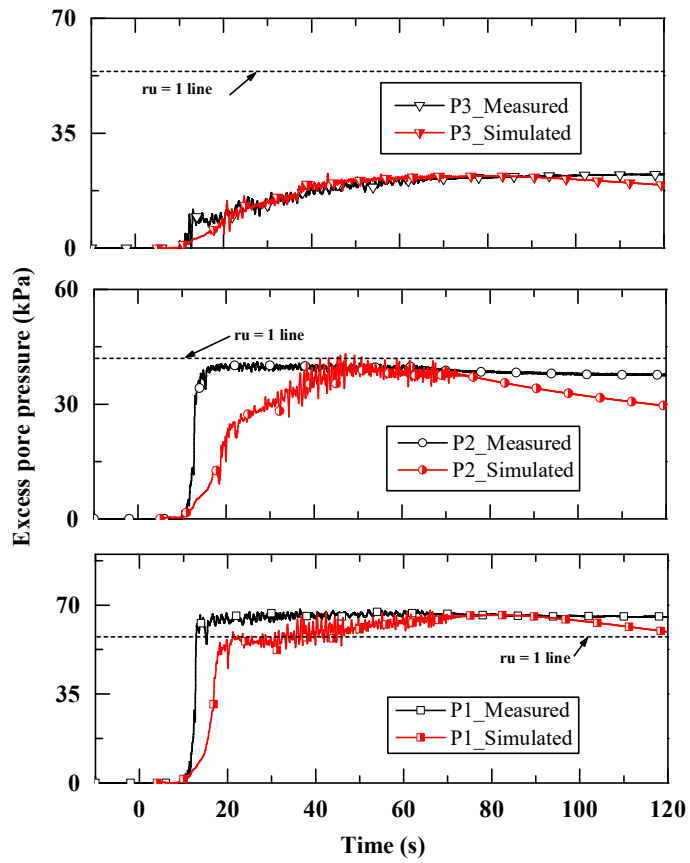 70
ru = 1 line
P3_Measured
P3_Simulated
35
0
60
ru = 1 line
30
P2_Measured
P2_Simulated
0
Excess pore pressure (kPa)
70
ru = 1 line
35
P1_Measured
P1_Simulated
0
0 20 40 60 80 100 120
Time (s)